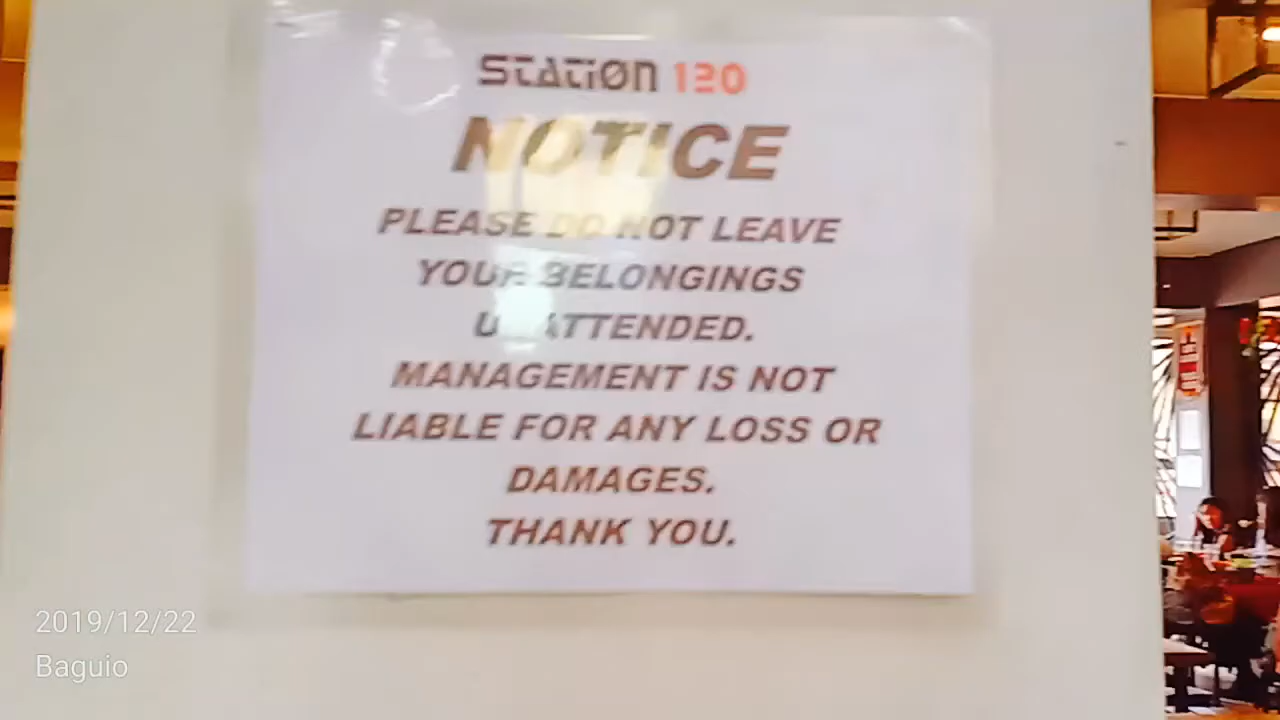 STATIØN 120
NOTICE
PLEASE DO NOT LEAVE
YOUR BELONGINGS
UNATTENDED.
MANAGEMENT IS NOT
LIABLE FOR ANY LOSS OR
DAMAGES.
THANK YOU.
2019/12/22
Baguio